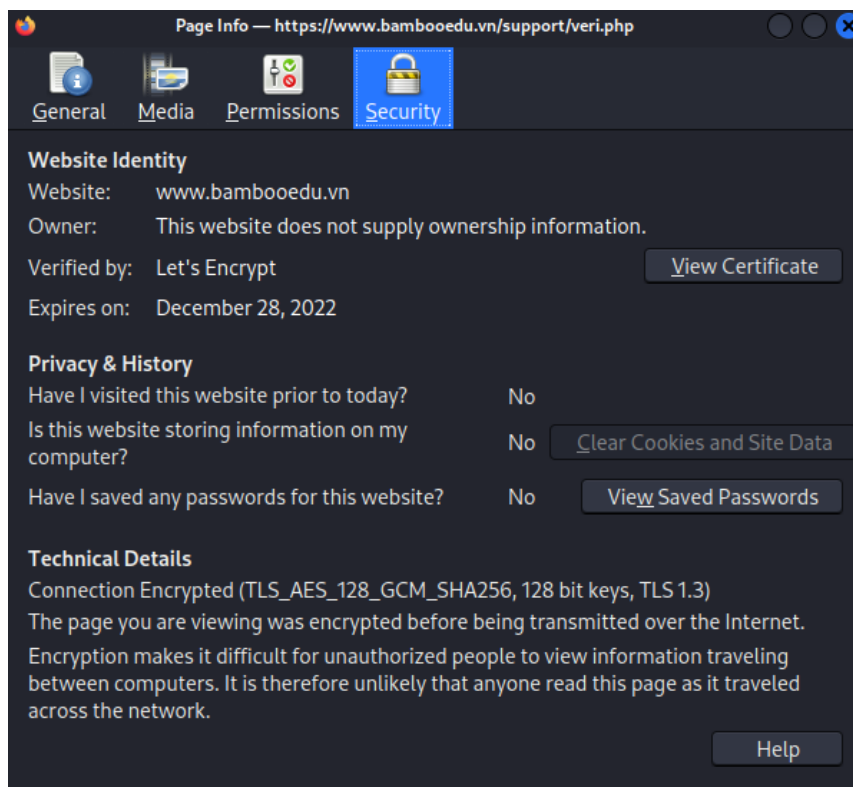 Page Info — https://www.bambooedu.vn/support/veri.php
General Media Permissions Security
Website Identity
Website: www.bambooedu.vn
Owner: This website does not supply ownership information.
Verified by: Let's Encrypt View Certificate
Expires on: December 28, 2022
Privacy & History
Have I visited this website prior to today? No
Is this website storing information on my
computer? No Clear Cookies and Site Data
Have I saved any passwords for this website? No View Saved Passwords
Technical Details
Connection Encrypted (TLS_AES_128_GCM_SHA256, 128 bit keys, TLS 1.3)
The page you are viewing was encrypted before being transmitted over the Internet.
Encryption makes it difficult for unauthorized people to view information traveling
between computers. It is therefore unlikely that anyone read this page as it traveled
across the network.
Help